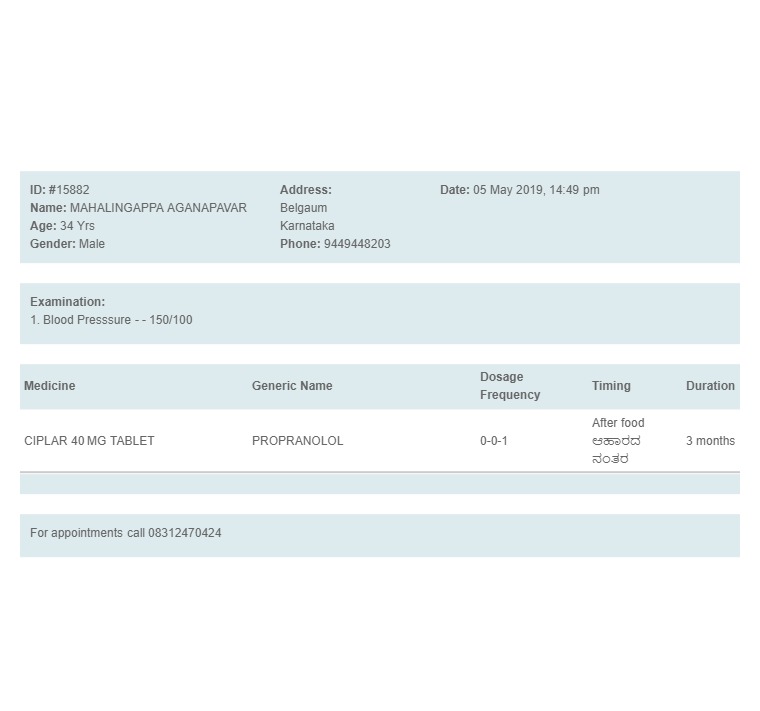 ID: #15882
Name: MAHALINGAPPA AGANAPAVAR
Age: 34 Yrs
Gender: Male
Address:
Belgaum
Karnataka
Phone: 9449448203
Date: 05 May 2019, 14:49 pm
Examination:
1. Blood Presssure - - 150/100
Medicine
Generic Name
Dosage
Frequency
Timing
Duration
CIPLAR 40 MG TABLET
PROPRANOLOL
0-0-1
After food
ಆಹಾರದ
ನಂತರ
3 months
For appointments call 08312470424